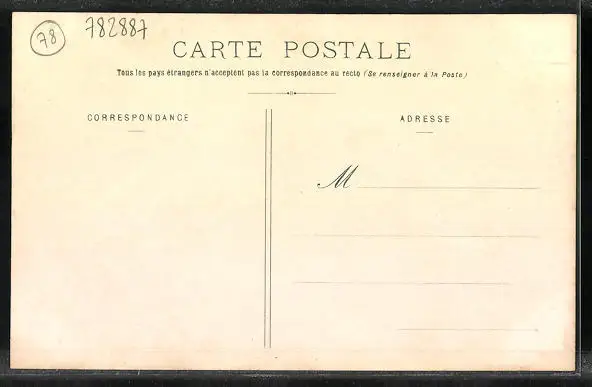 78
782887
CARTE POSTALE
Tous les pays étrangers n'acceptent pas la correspondance au recto (Se renseigner à la Poste)
CORRESPONDANCE
ADRESSE
M